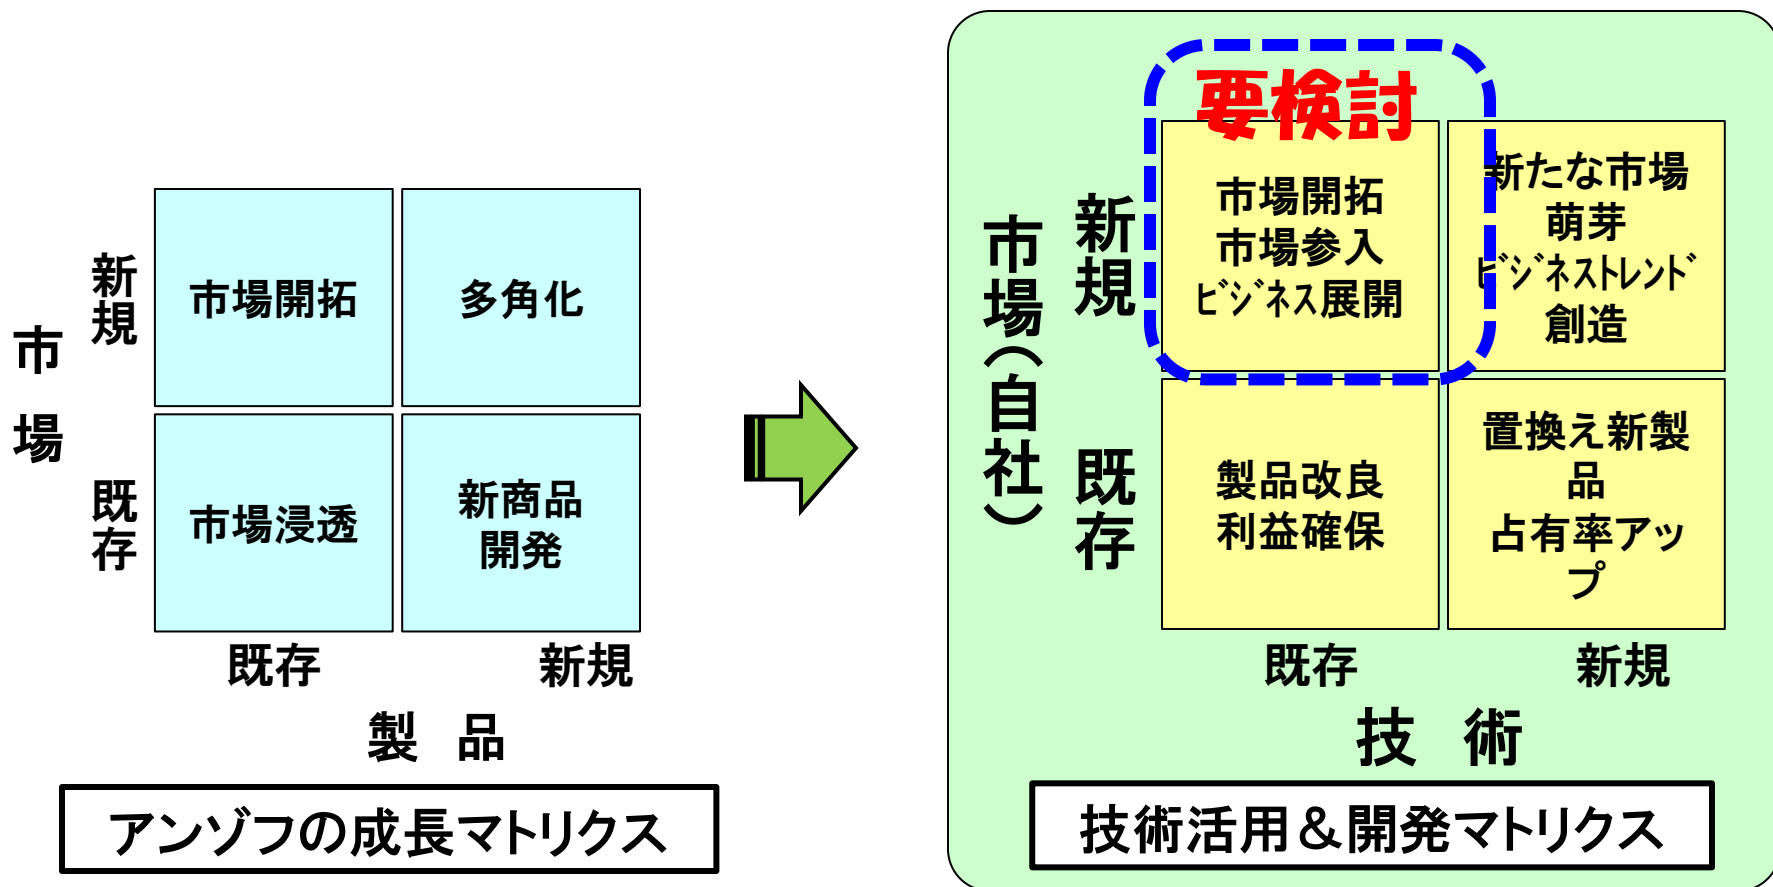 市場
新規
既存
市場開拓
多角化
市場浸透
新商品
開発
既存
新規
製 品
アンゾフの成長マトリクス
要検討
市場(自社)
新規
既存
市場開拓
市場参入
ﾋﾞｼﾞﾈｽ展開
新たな市場
萌芽
ﾋﾞｼﾞﾈｽﾄﾚﾝﾄﾞ
創造
製品改良
利益確保
置換え新製
品
占有率アッ
プ
既存
新規
技 術
技術活用＆開発マトリクス